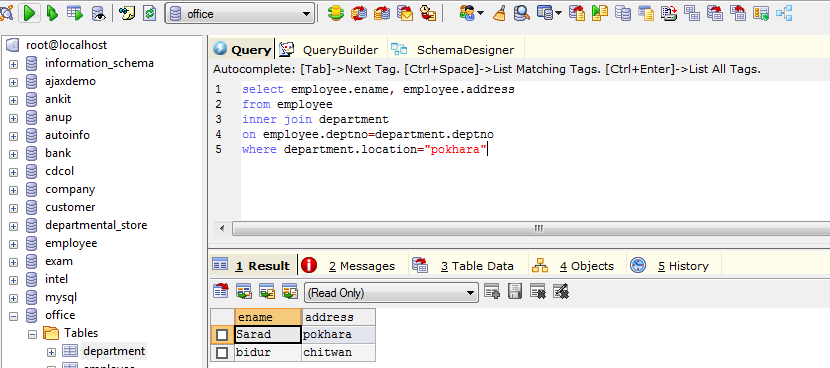 office
root@localhost
information_schema
ajaxdemo
ankit
anup
autoinfo
bank
cdcol
company
customer
departmental_store
employee
exam
intel
mysql
office
Tables
department
employee
Query
QueryBuilder
SchemaDesigner
Autocomplete: [Tab]->Next Tag. [Ctrl+Space]->List Matching Tags. [Ctrl+Enter]->List All Tags.
1 select employee.ename, employee.address
2 from employee
3 inner join department
4 on employee.deptno=department.deptno
5 where department.location="pokhara"
1 Result
2 Messages
3 Table Data
4 Objects
5 History
(Read Only)
ename address
Sarad pokhara
bidur chitwan